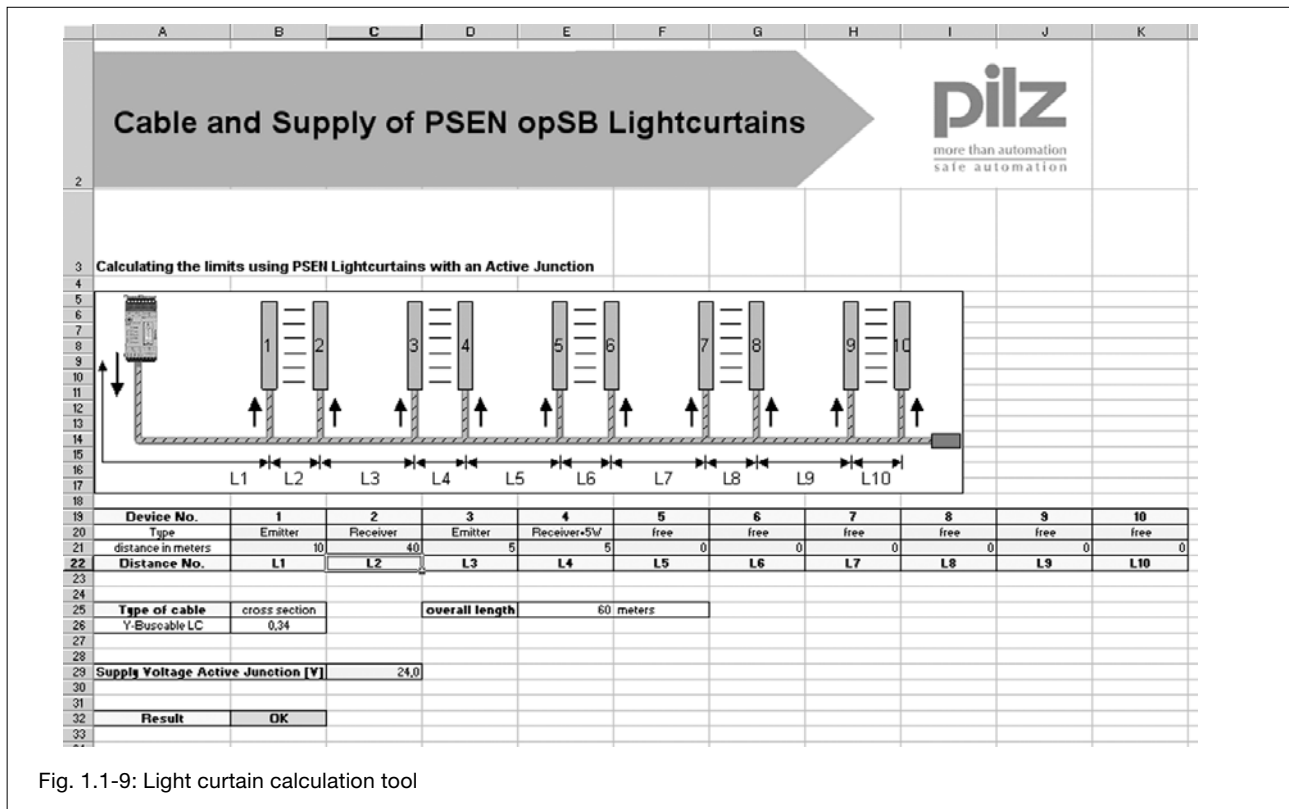 A B C D E F G H I J K
Cable and Supply of PSEN opSB Lightcurtains
pilz
more than automation
safe automation
2
3 Calculating the limits using PSEN Lightcurtains with an Active Junction
4
5
6
7
8
9
10
11
12
13
14
15
16
17
1 2 3 4 5 6 7 8 9 10
L1 L2 L3 L4 L5 L6 L7 L8 L9 L10
18
19 Device No. 1 2 3 4 5 6 7 8 9 10
20 Type Emitter Receiver Emitter Receiver+5W free free free free free free
21 distance in meters 10 40 5 5 0 0 0 0 0 0
22 Distance No. L1 L2 L3 L4 L5 L6 L7 L8 L9 L10
23
24
25 Type of cable cross section overall length 60 meters
26 Y-Buscable LC 0,34
27
28
29 Supply Voltage Active Junction [V] 24,0
30
31
32 Result OK
33
Fig. 1.1-9: Light curtain calculation tool